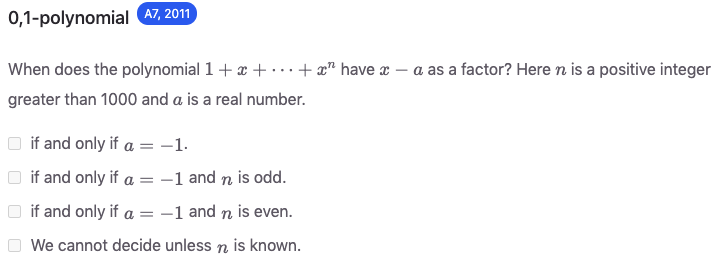 0,1-polynomial A7, 2011
When does the polynomial 1 + x + ⋯ + xⁿ have x − a as a factor? Here n is a positive integer
greater than 1000 and a is a real number.
if and only if a = −1.
if and only if a = −1 and n is odd.
if and only if a = −1 and n is even.
We cannot decide unless n is known.